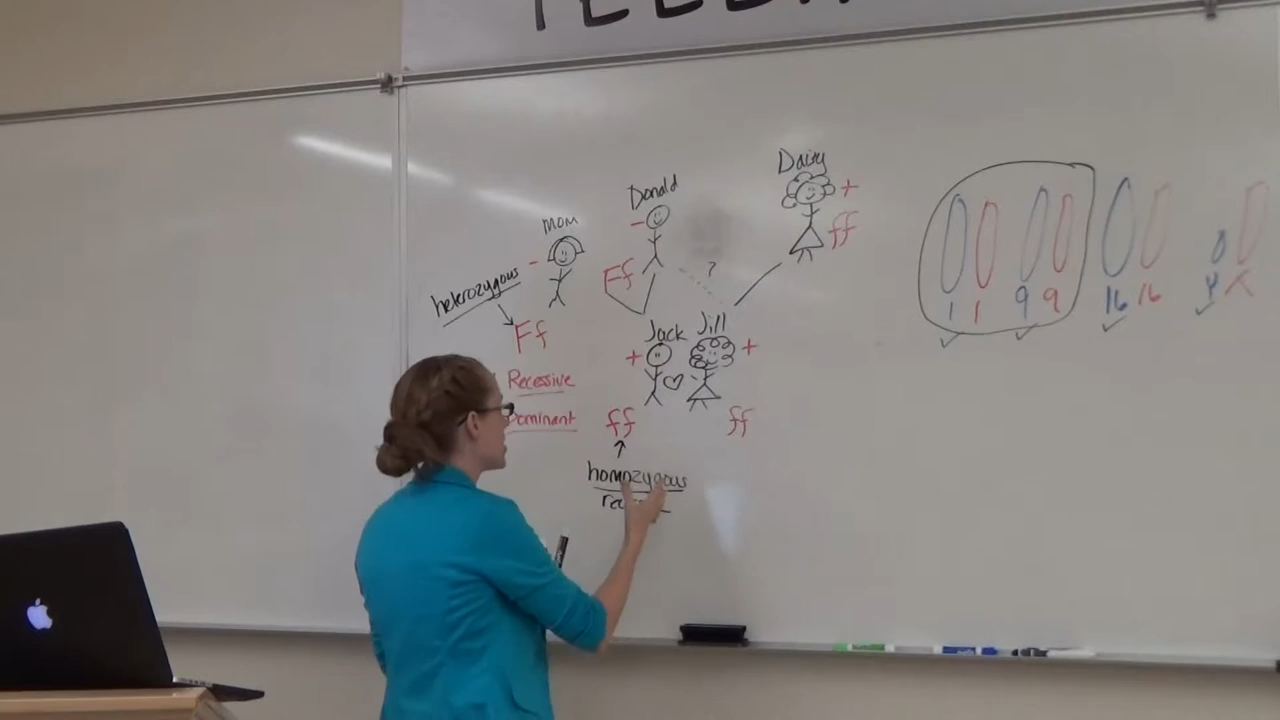 Daisy
+
ff
Donald
-
Ff
mom
-
heterozygous
Ff
?
Jack Jill
+
+
Recessive
Dominant
ff
ff
homozygous
1 1 9 9 16 16 y x